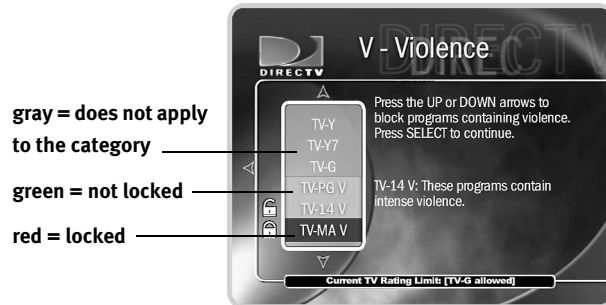 DIRECTV
V - Violence
gray = does not apply
to the category
green = not locked
red = locked
TV-Y
TV-Y7
TV-G
TV-PG V
TV-14 V
TV-MA V
Press the UP or DOWN arrows to
block programs containing violence.
Press SELECT to continue.
TV-14 V: These programs contain
intense violence.
Current TV Rating Limit: [TV-G allowed]